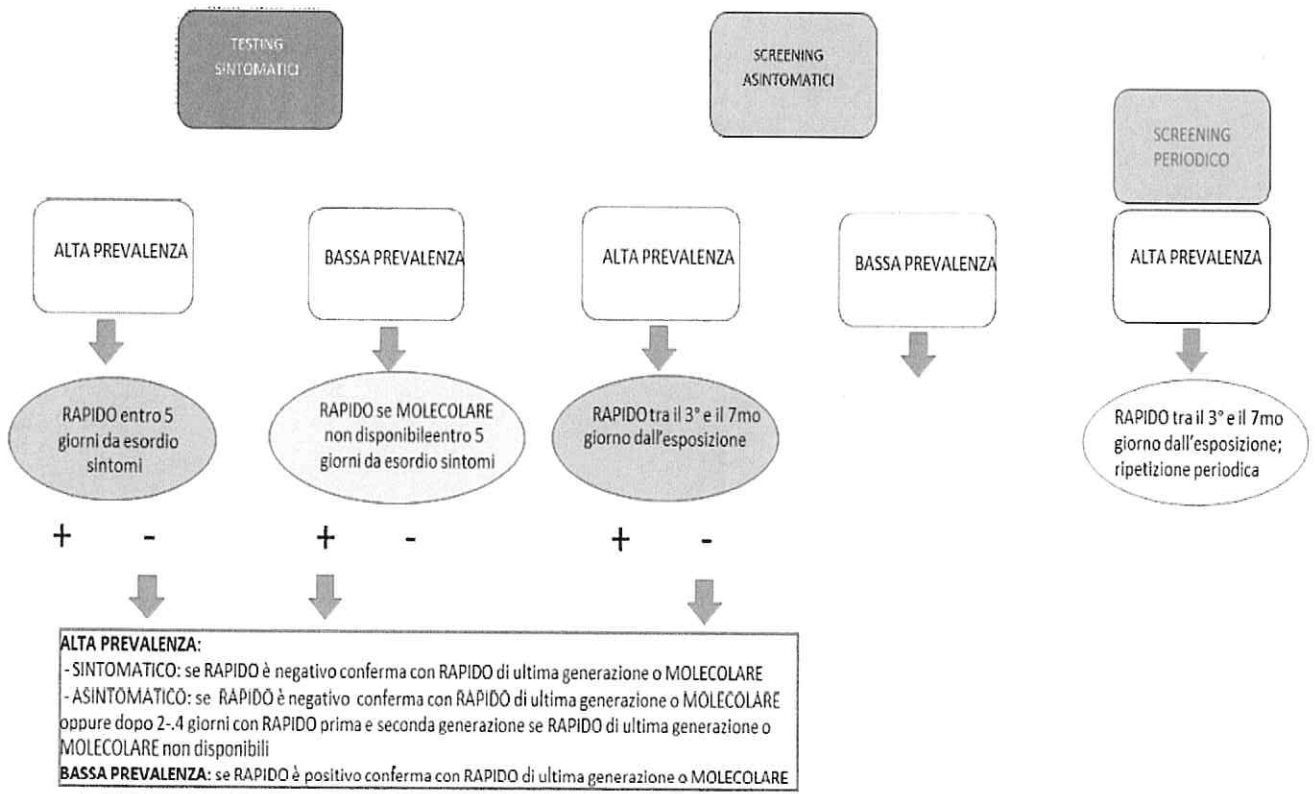 TESTING
SINTOMATICI
SCREENING
ASINTOMATICI
SCREENING
PERIODICO
ALTA PREVALENZA
BASSA PREVALENZA
ALTA PREVALENZA
BASSA PREVALENZA
ALTA PREVALENZA
RAPIDO entro 5
giorni da esordio
sintomi
RAPIDO se MOLECOLARE
non disponibileentro 5
giorni da esordio sintomi
RAPIDO tra il 3° e il 7mo
giorno dall'esposizione
RAPIDO tra il 3° e il 7mo
giorno dall'esposizione;
ripetizione periodica
+ -
+ -
+ -
ALTA PREVALENZA:
- SINTOMATICO: se RAPIDO è negativo conferma con RAPIDO di ultima generazione o MOLECOLARE
- ASINTOMATICO: se RAPIDO è negativo conferma con RAPIDO di ultima generazione o MOLECOLARE
oppure dopo 2-.4 giorni con RAPIDO prima e seconda generazione se RAPIDO di ultima generazione o
MOLECOLARE non disponibili
BASSA PREVALENZA: se RAPIDO è positivo conferma con RAPIDO di ultima generazione o MOLECOLARE